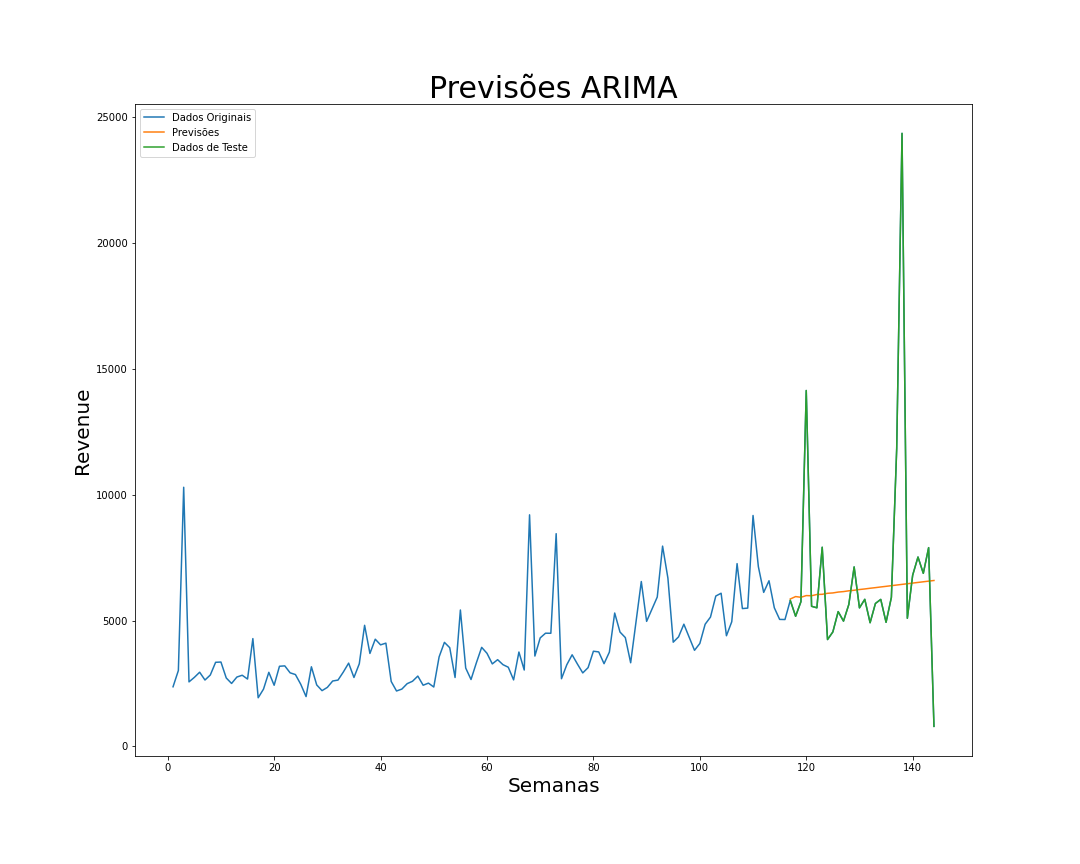 Previsões ARIMA
Dados Originais
Previsões
Dados de Teste
25000
20000
15000
10000
5000
0
Revenue
0 20 40 60 80 100 120 140
Semanas